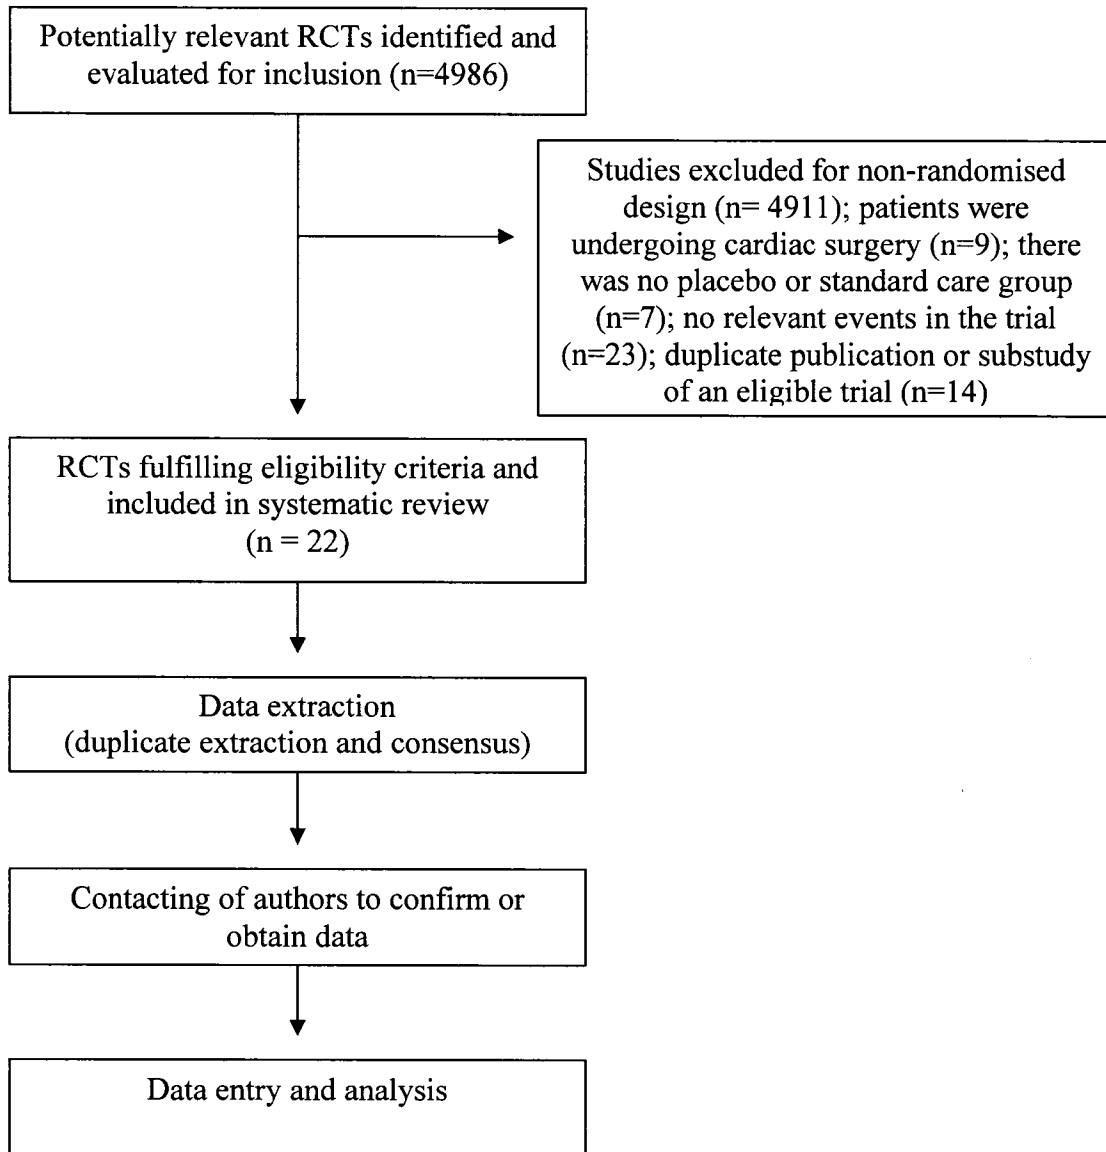 Potentially relevant RCTs identified and
evaluated for inclusion (n=4986)
Studies excluded for non-randomised
design (n= 4911); patients were
undergoing cardiac surgery (n=9); there
was no placebo or standard care group
(n=7); no relevant events in the trial
(n=23); duplicate publication or substudy
of an eligible trial (n=14)
RCTs fulfilling eligibility criteria and
included in systematic review
(n = 22)
Data extraction
(duplicate extraction and consensus)
Contacting of authors to confirm or
obtain data
Data entry and analysis